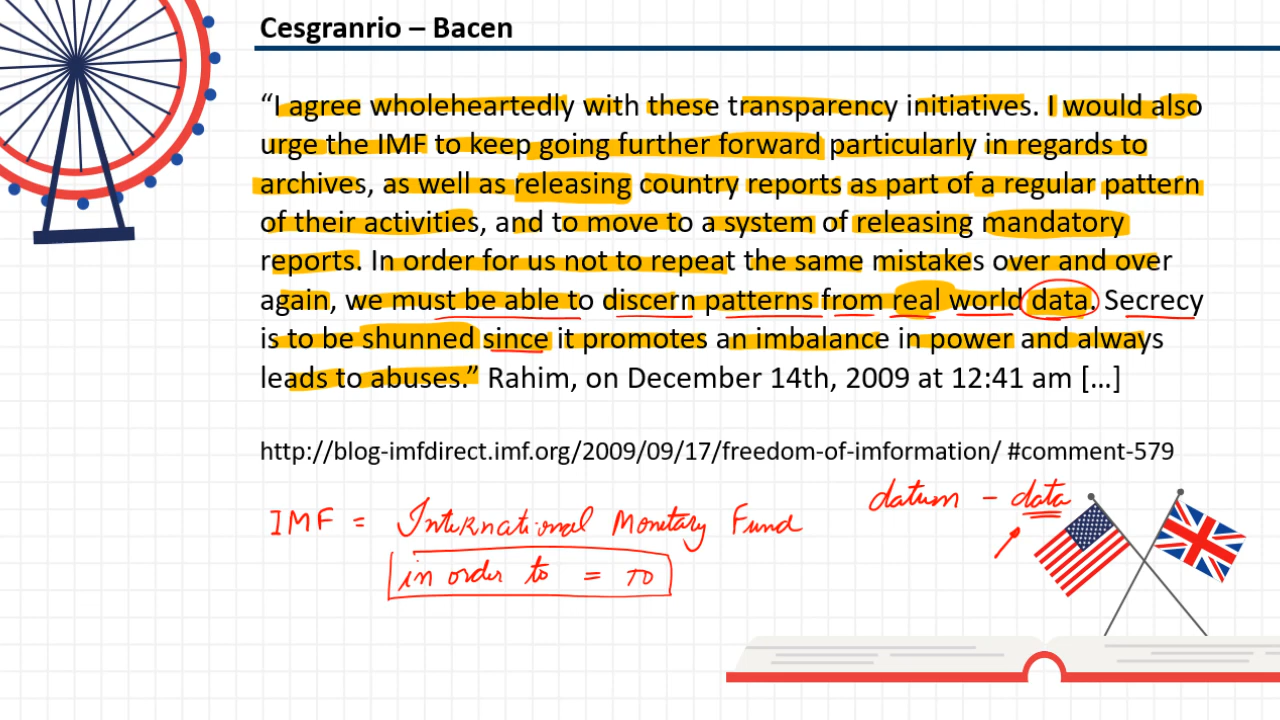 Cesgranrio – Bacen
“I agree wholeheartedly with these transparency initiatives. I would also
urge the IMF to keep going further forward particularly in regards to
archives, as well as releasing country reports as part of a regular pattern
of their activities, and to move to a system of releasing mandatory
reports. In order for us not to repeat the same mistakes over and over
again, we must be able to discern patterns from real world data. Secrecy
is to be shunned since it promotes an imbalance in power and always
leads to abuses.” Rahim, on December 14th, 2009 at 12:41 am [...]
http://blog-imfdirect.imf.org/2009/09/17/freedom-of-imformation/ #comment-579
datum - data
IMF = International Monetary Fund
in order to = to